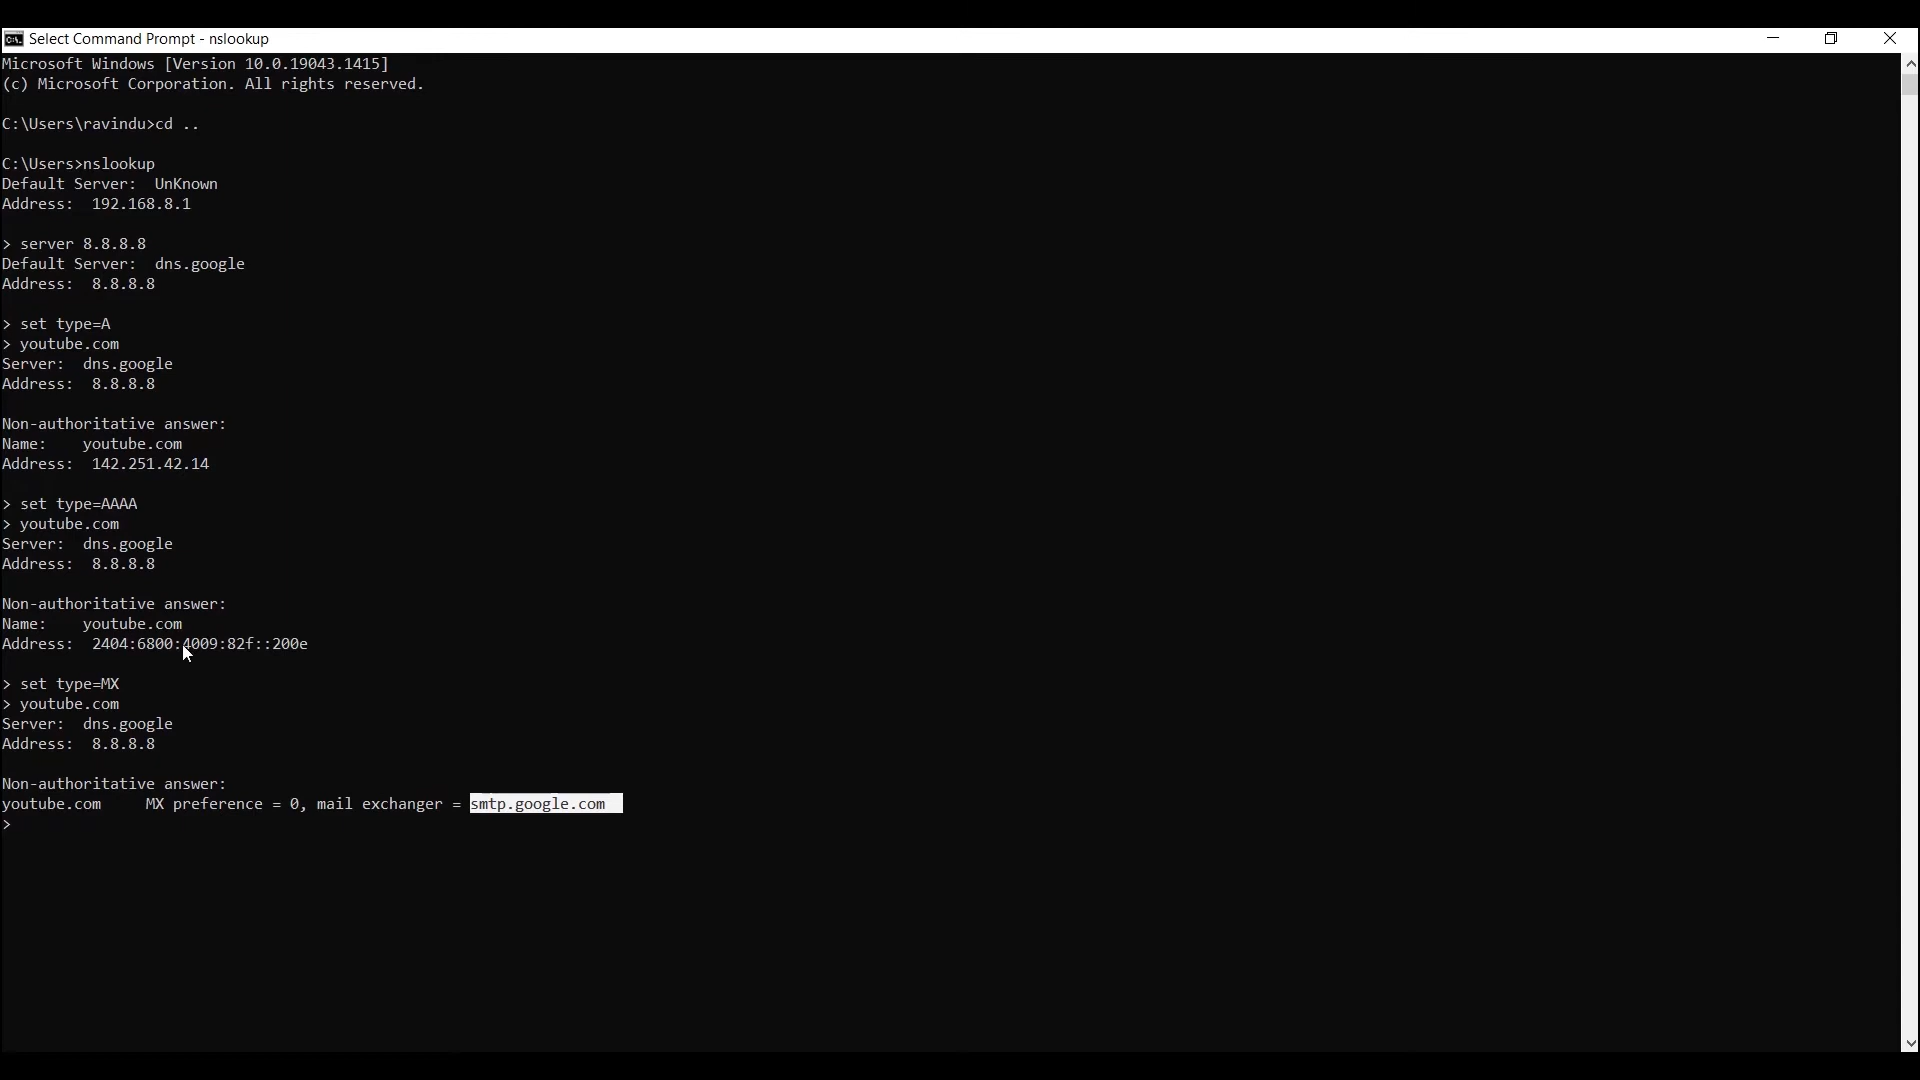 Select Command Prompt - nslookup
Microsoft Windows [Version 10.0.19043.1415]
(c) Microsoft Corporation. All rights reserved.
C:\Users\ravindu>cd ..
C:\Users>nslookup
Default Server:  UnKnown
Address:  192.168.8.1
> server 8.8.8.8
Default Server:  dns.google
Address:  8.8.8.8
> set type=A
> youtube.com
Server:  dns.google
Address:  8.8.8.8
Non-authoritative answer:
Name:    youtube.com
Address:  142.251.42.14
> set type=AAAA
> youtube.com
Server:  dns.google
Address:  8.8.8.8
Non-authoritative answer:
Name:    youtube.com
Address:  2404:6800:4009:82f::200e
> set type=MX
> youtube.com
Server:  dns.google
Address:  8.8.8.8
Non-authoritative answer:
youtube.com     MX preference = 0, mail exchanger = smtp.google.com
>